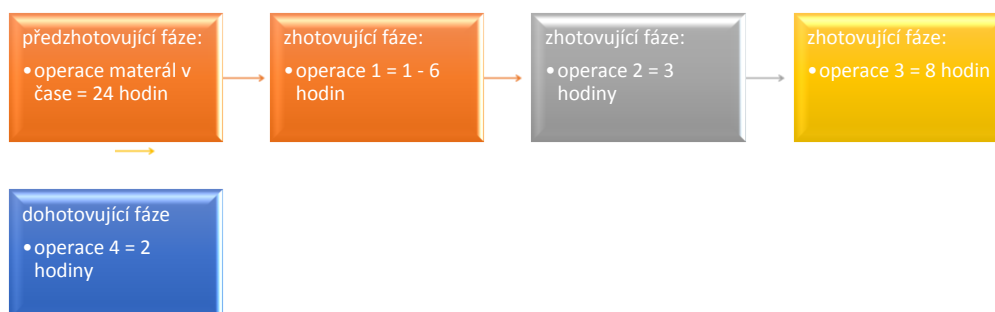 předzhotovující fáze:
•operace materál v
čase = 24 hodin
zhotovující fáze:
•operace 1 = 1 - 6
hodin
zhotovující fáze:
•operace 2 = 3
hodiny
zhotovující fáze:
•operace 3 = 8 hodin
dohotovující fáze
•operace 4 = 2
hodiny